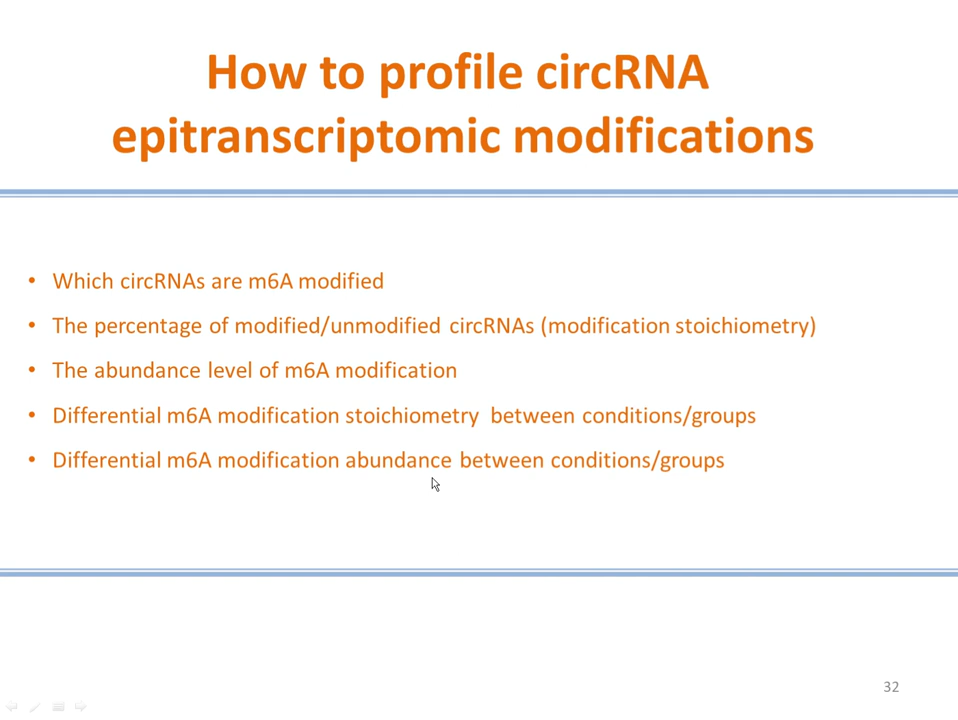 How to profile circRNA
epitranscriptomic modifications
• Which circRNAs are m6A modified
• The percentage of modified/unmodified circRNAs (modification stoichiometry)
• The abundance level of m6A modification
• Differential m6A modification stoichiometry between conditions/groups
• Differential m6A modification abundance between conditions/groups
32